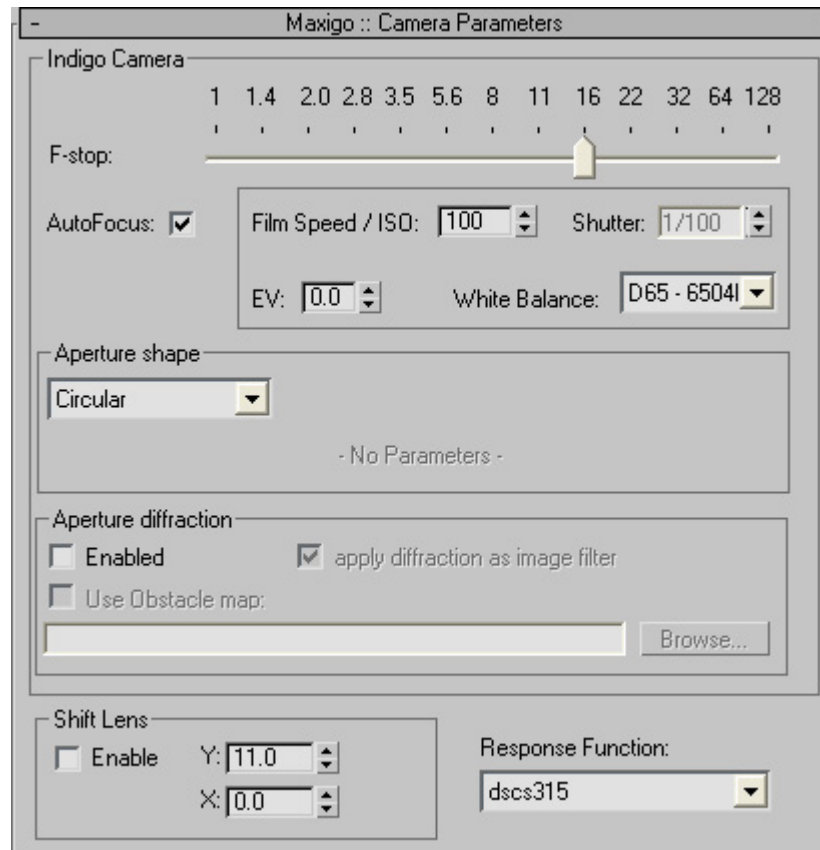 - Maxigo :: Camera Parameters
Indigo Camera
1 1.4 2.0 2.8 3.5 5.6 8 11 16 22 32 64 128
F-stop:
AutoFocus: Film Speed / ISO: 100 Shutter: 1/100
EV: 0.0 White Balance: D65 - 6504
Aperture shape
Circular
- No Parameters -
Aperture diffraction
Enabled apply diffraction as image filter
Use Obstacle map:
Browse...
Shift Lens
Enable Y: 11.0
X: 0.0
Response Function:
dscs315